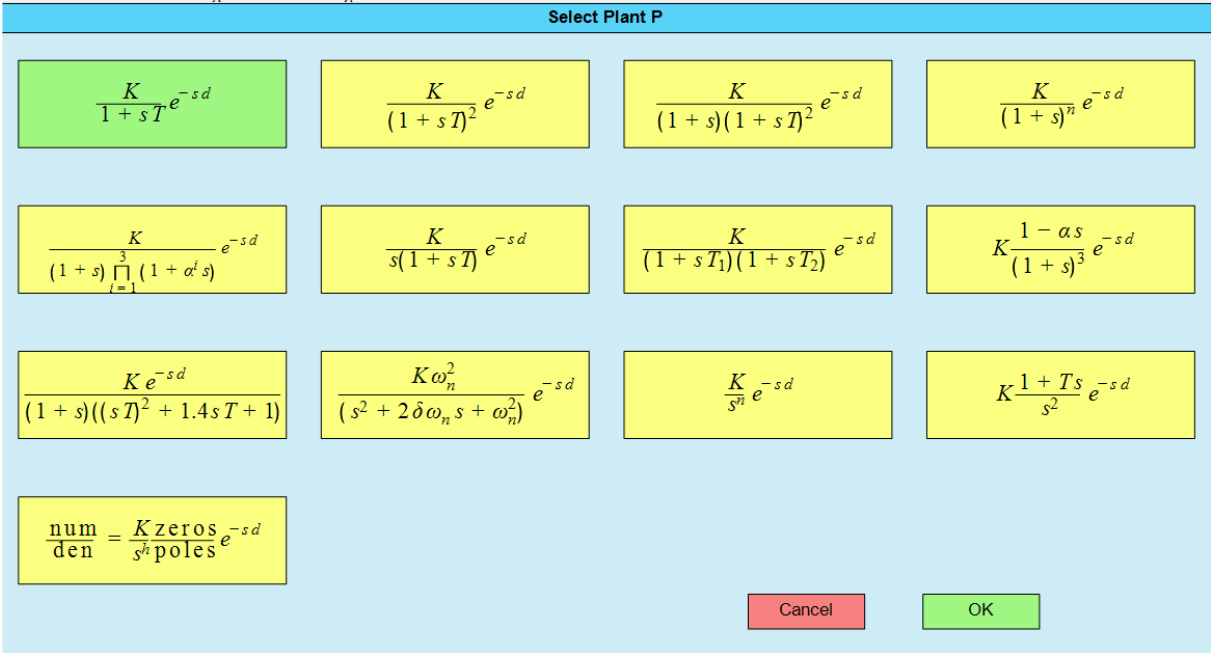 Select Plant P
K/(1 + sT) e^{-sd}
K/(1 + sT)^2 e^{-sd}
K/((1 + s)(1 + sT)^2) e^{-sd}
K/(1 + s)^n e^{-sd}
K/((1 + s) ∏_{i=1}^{3} (1 + α^i s)) e^{-sd}
K/(s(1 + sT)) e^{-sd}
K/((1 + sT_1)(1 + sT_2)) e^{-sd}
K (1 − αs)/(1 + s)^3 e^{-sd}
K e^{-sd}/((1 + s)((sT)^2 + 1.4sT + 1))
Kω_n^2/(s^2 + 2δω_n s + ω_n^2) e^{-sd}
K/s^n e^{-sd}
K (1 + Ts)/s^2 e^{-sd}
num/den = K/s^h zeros/poles e^{-sd}
Cancel
OK